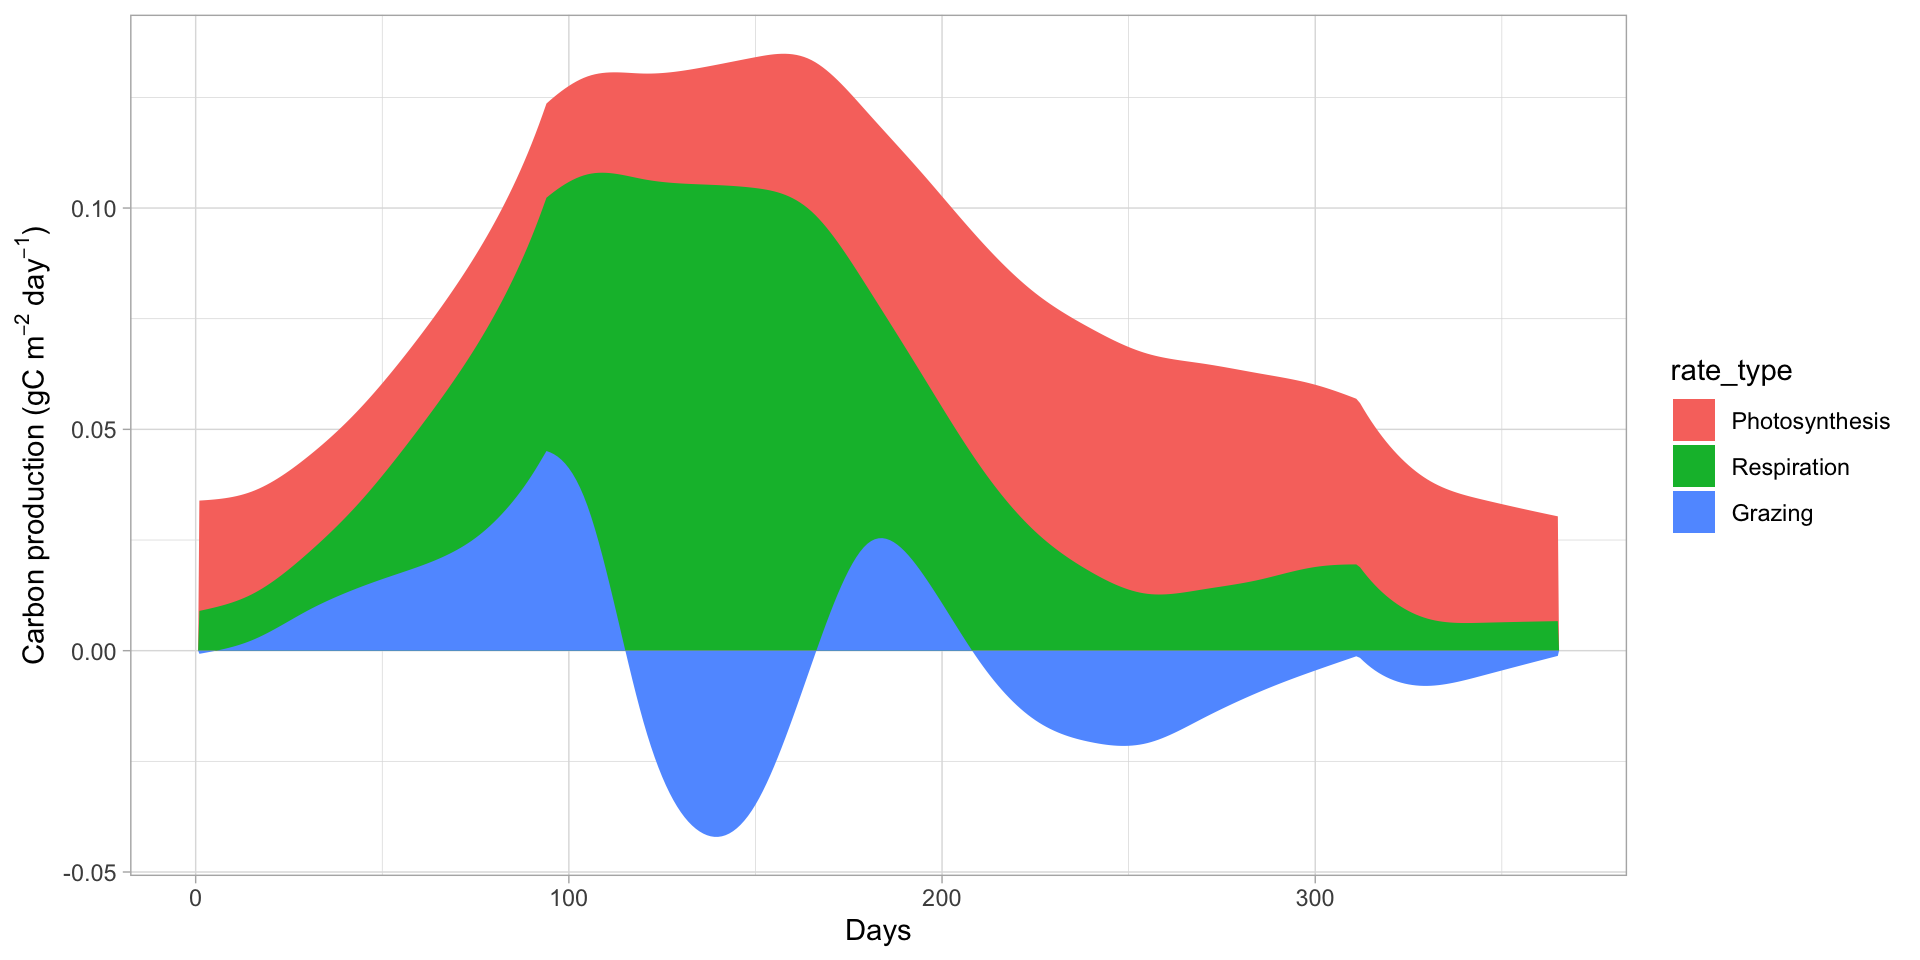 Carbon production (gC m⁻² day⁻¹)
0.10
0.05
0.00
-0.05
0
100
200
300
Days
rate_type
Photosynthesis
Respiration
Grazing